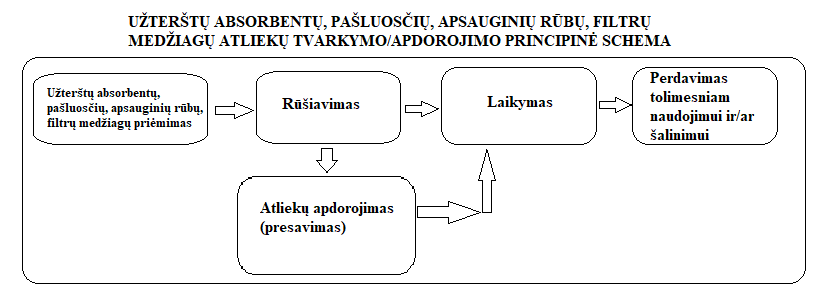 UŽTERŠTŲ ABSORBENTŲ, PAŠLUOSČIŲ, APSAUGINIŲ RŪBŲ, FILTRŲ
MEDŽIAGŲ ATLIEKŲ TVARKYMO/APDOROJIMO PRINCIPINĖ SCHEMA
Užterštų absorbentų,
pašluosčių, apsauginių rūbų,
filtrų medžiagų priėmimas
Rūšiavimas
Laikymas
Perdavimas
tolimesniam
naudojimui ir/ar
šalinimui
Atliekų apdorojimas
(presavimas)